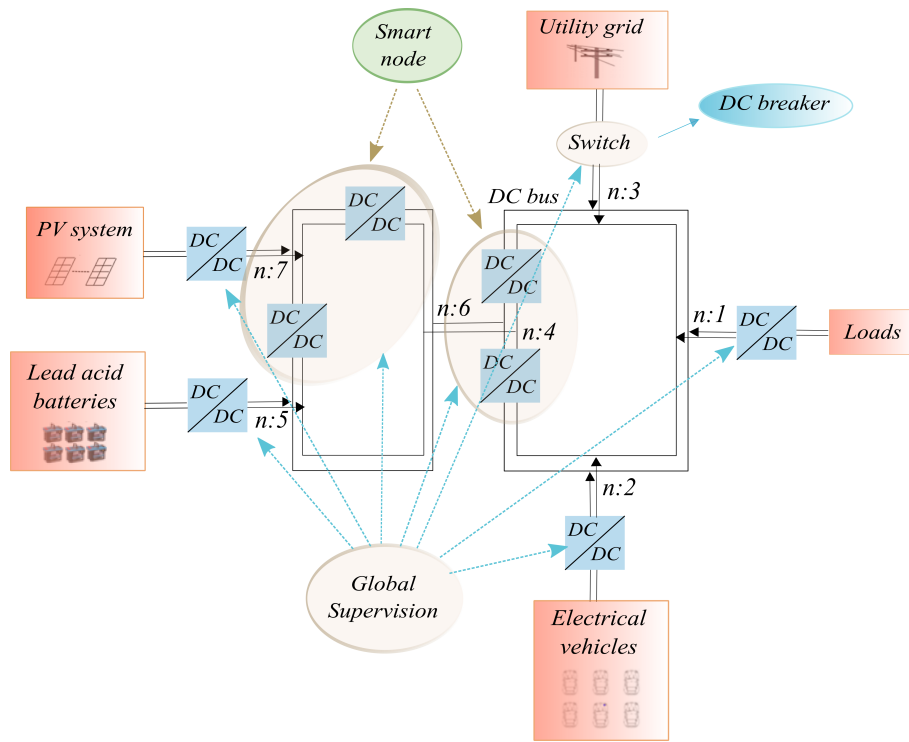 Smart
node
Utility grid
DC breaker
Switch
DC bus
n:3
PV system
DC
DC
n:7
DC
DC
DC
DC
DC
DC
n:6
n:4
DC
DC
n:1
DC
DC
Loads
Lead acid
batteries
DC
DC
n:5
n:2
DC
DC
Global
Supervision
Electrical
vehicles